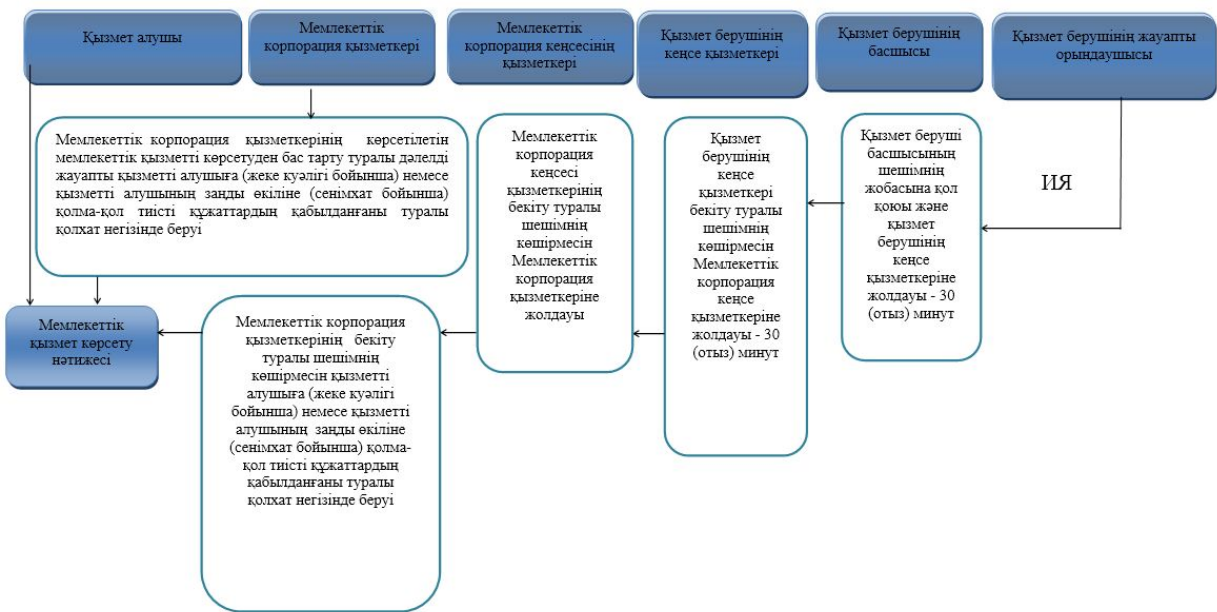 Қызмет алушы
Мемлекеттік
корпорация қызметкері
Мемлекеттік
корпорация кеңсесінің
қызметкері
Қызмет берушінің
кеңсе қызметкері
Қызмет берушінің
басшысы
Қызмет берушінің жауапты
орындаушысы
Мемлекеттік корпорация қызметкерінің көрсетілетін
мемлекеттік қызметті көрсетуден бас тарту туралы дәлелді
жауапты қызметті алушыға (жеке куәлігі бойынша) немесе
қызметті алушының заңды өкіліне (сенімхат бойынша)
қолма-қол тиісті құжаттардың қабылданғаны туралы
қолхат негізінде беруі
Мемлекеттік
корпорация
кеңсесі
қызметкерінің
бекіту туралы
шешімнің
көшірмесін
Мемлекеттік
корпорация
қызметкеріне
жолдауы
Қызмет
берушінің
кеңсе
қызметкері
бекіту туралы
шешімнің
көшірмесін
Мемлекеттік
корпорация
кеңсе
қызметкеріне
жолдауы - 30
(отыз) минут
Қызмет беруші
басшысының
шешімнің
жобасына қол
қоюы және
қызмет
берушінің
кеңсе
қызметкеріне
жолдауы - 30
(отыз) минут
ИЯ
Мемлекеттік
қызмет көрсету
нәтижесі
Мемлекеттік корпорация
қызметкерінің бекіту
туралы шешімнің
көшірмесін қызметті
алушыға (жеке куәлігі
бойынша) немесе қызметті
алушының заңды өкіліне
(сенімхат бойынша) қолма-
қол тиісті құжаттардың
қабылданғаны туралы
қолхат негізінде беруі